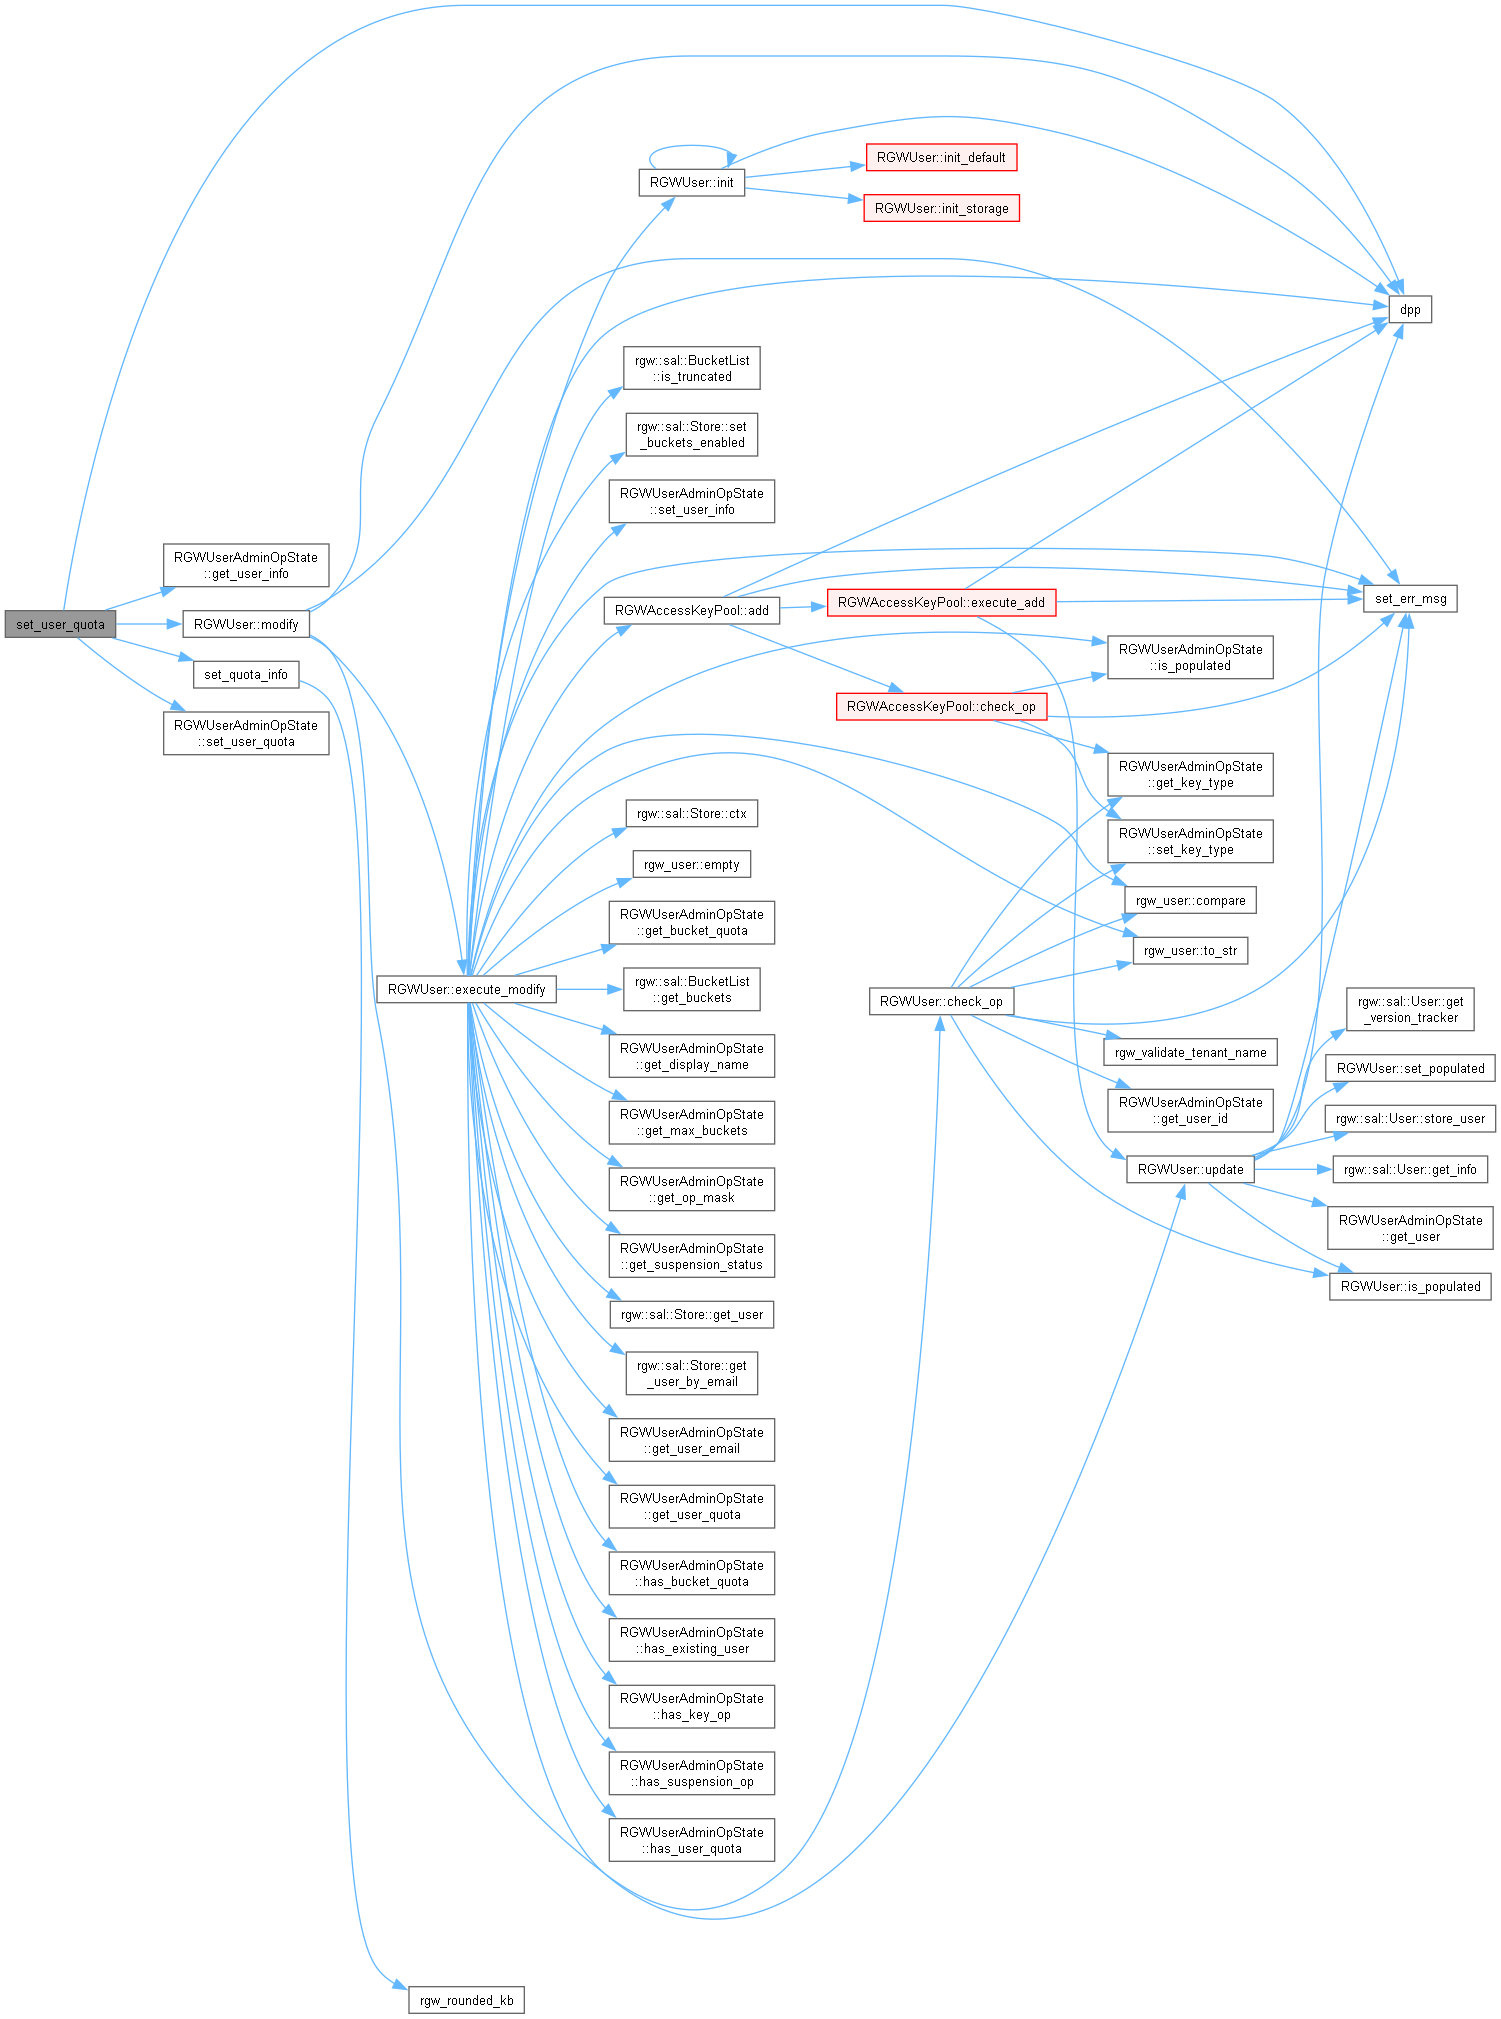 set_user_quota
RGWUserAdminOpState
::get_user_info
RGWUser::modify
set_quota_info
RGWUserAdminOpState
::set_user_quota
RGWUser::execute_modify
rgw_rounded_kb
RGWUser::init
rgw::sal::BucketList
::is_truncated
rgw::sal::Store::set
_buckets_enabled
RGWUserAdminOpState
::set_user_info
RGWAccessKeyPool::add
rgw::sal::Store::ctx
rgw_user::empty
RGWUserAdminOpState
::get_bucket_quota
rgw::sal::BucketList
::get_buckets
RGWUserAdminOpState
::get_display_name
RGWUserAdminOpState
::get_max_buckets
RGWUserAdminOpState
::get_op_mask
RGWUserAdminOpState
::get_suspension_status
rgw::sal::Store::get_user
rgw::sal::Store::get
_user_by_email
RGWUserAdminOpState
::get_user_email
RGWUserAdminOpState
::get_user_quota
RGWUserAdminOpState
::has_bucket_quota
RGWUserAdminOpState
::has_existing_user
RGWUserAdminOpState
::has_key_op
RGWUserAdminOpState
::has_suspension_op
RGWUserAdminOpState
::has_user_quota
RGWUser::init_default
RGWUser::init_storage
RGWAccessKeyPool::execute_add
RGWAccessKeyPool::check_op
RGWUser::check_op
RGWUserAdminOpState
::is_populated
RGWUserAdminOpState
::get_key_type
RGWUserAdminOpState
::set_key_type
rgw_user::compare
rgw_user::to_str
rgw_validate_tenant_name
RGWUserAdminOpState
::get_user_id
RGWUser::update
dpp
set_err_msg
rgw::sal::User::get
_version_tracker
RGWUser::set_populated
rgw::sal::User::store_user
rgw::sal::User::get_info
RGWUserAdminOpState
::get_user
RGWUser::is_populated